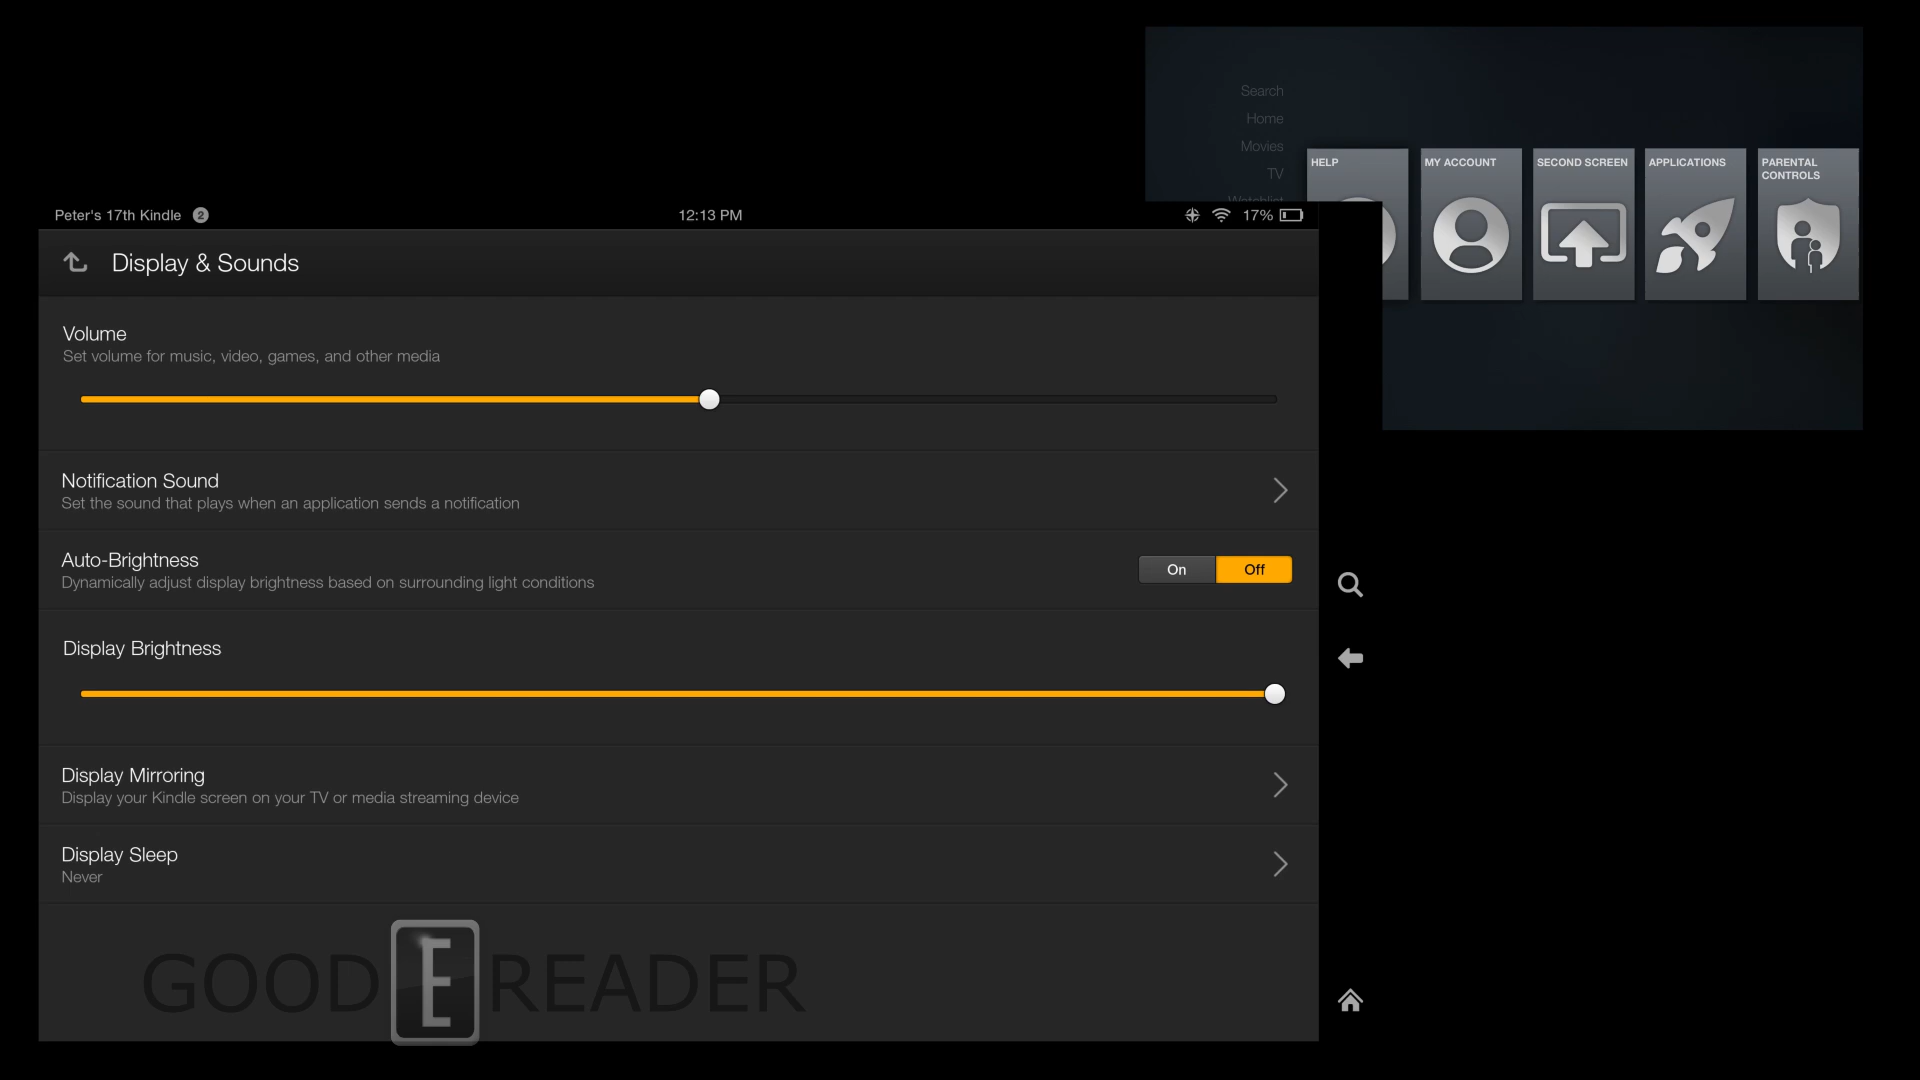 Search
Home
Movies
TV
Watchlist
HELP
MY ACCOUNT
SECOND SCREEN
APPLICATIONS
PARENTAL
CONTROLS
Peter's 17th Kindle 2
12:13 PM
17%
Display & Sounds
Volume
Set volume for music, video, games, and other media
Notification Sound
Set the sound that plays when an application sends a notification
Auto-Brightness
Dynamically adjust display brightness based on surrounding light conditions
On
Off
Display Brightness
Display Mirroring
Display your Kindle screen on your TV or media streaming device
Display Sleep
Never
GOOD E READER